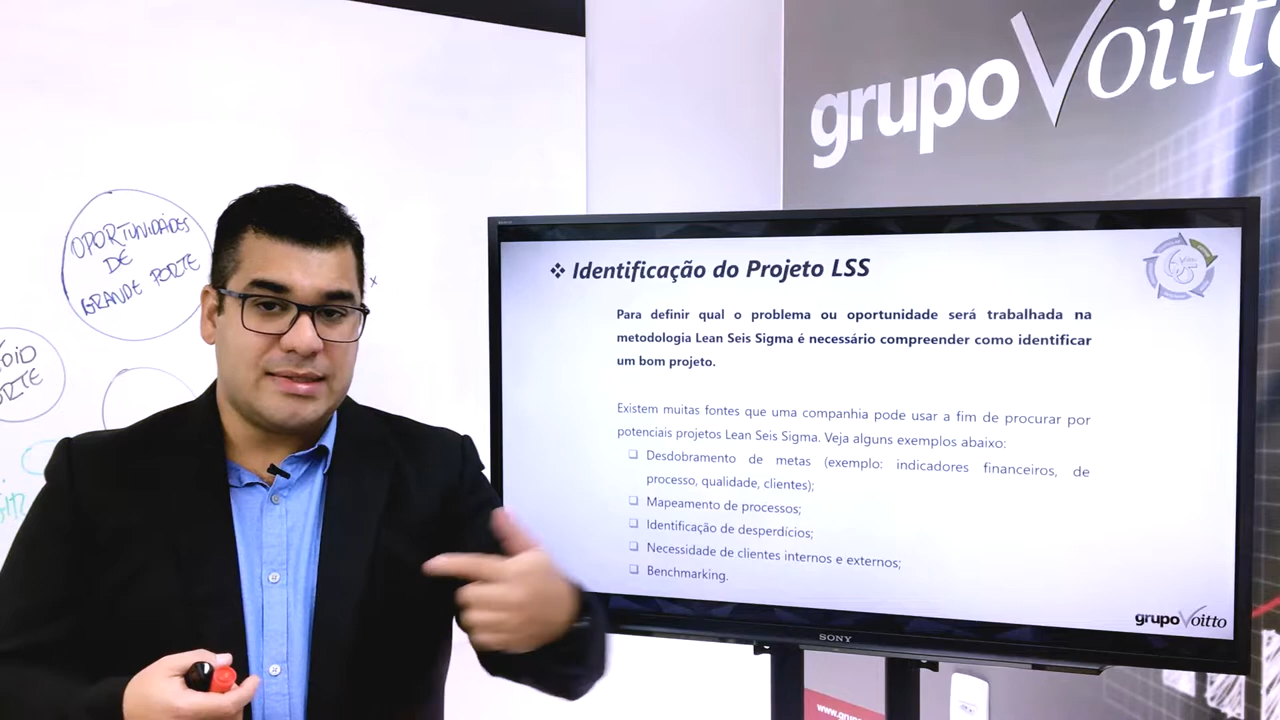 grupoVoitto
OPORTUNIDADES
DE
GRANDE PORTE
❖ Identificação do Projeto LSS
Para definir qual o problema ou oportunidade será trabalhada na
metodologia Lean Seis Sigma é necessário compreender como identificar
um bom projeto.
Existem muitas fontes que uma companhia pode usar a fim de procurar por
potenciais projetos Lean Seis Sigma. Veja alguns exemplos abaixo:
❑ Desdobramento de metas (exemplo: indicadores financeiros, de
processo, qualidade, clientes);
❑ Mapeamento de processos;
❑ Identificação de desperdícios;
❑ Necessidade de clientes internos e externos;
❑ Benchmarking.
grupoVoitto
SONY